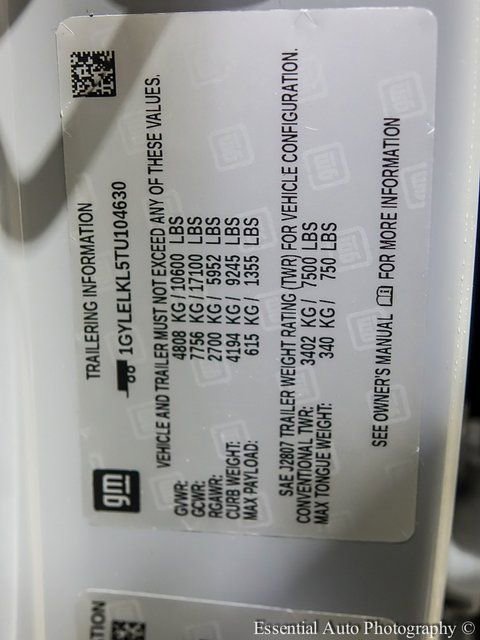 TRAILERING INFORMATION
1GYLELKL5TU104630
gm
VEHICLE AND TRAILER MUST NOT EXCEED ANY OF THESE VALUES.
GVWR: 4808 KG / 10600 LBS
GCWR: 7756 KG / 17100 LBS
RGAWR: 2700 KG / 5952 LBS
CURB WEIGHT: 4194 KG / 9245 LBS
MAX PAYLOAD: 615 KG / 1355 LBS
SAE J2807 TRAILER WEIGHT RATING (TWR) FOR VEHICLE CONFIGURATION.
CONVENTIONAL TWR: 3402 KG / 7500 LBS
MAX TONGUE WEIGHT: 340 KG / 750 LBS
SEE OWNER'S MANUAL FOR MORE INFORMATION
ATION
Essential Auto Photography ©